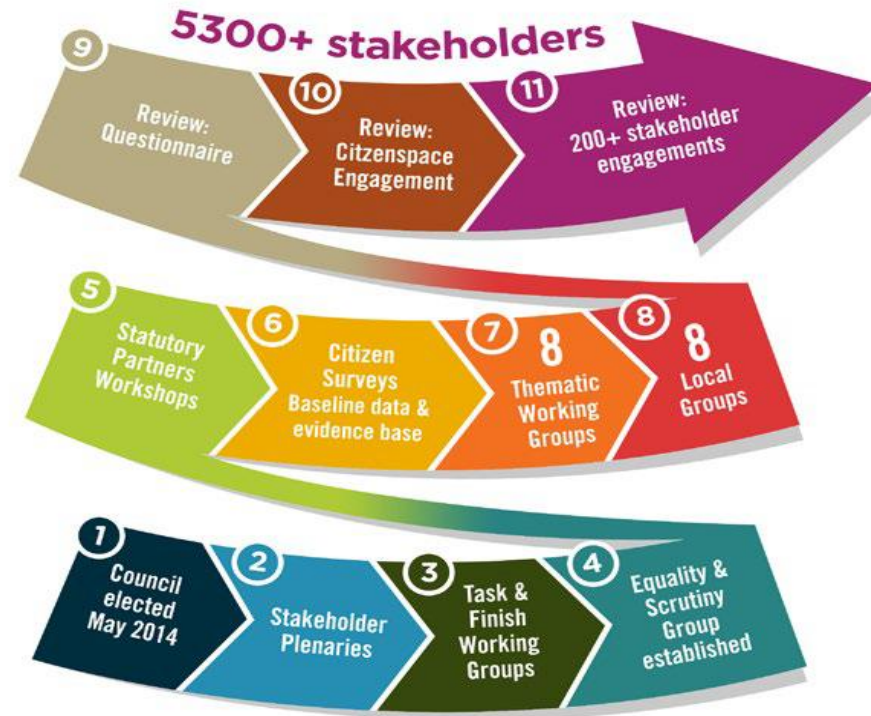 5300+ stakeholders
9
Review:
Questionnaire
10
Review:
Citzenspace
Engagement
11
Review:
200+ stakeholder
engagements
5
Statutory
Partners
Workshops
6
Citizen
Surveys
Baseline data &
evidence base
7
8
Thematic
Working
Groups
8
8
Local
Groups
1
Council
elected
May 2014
2
Stakeholder
Plenaries
3
Task &
Finish
Working
Groups
4
Equality &
Scrutiny
Group
established